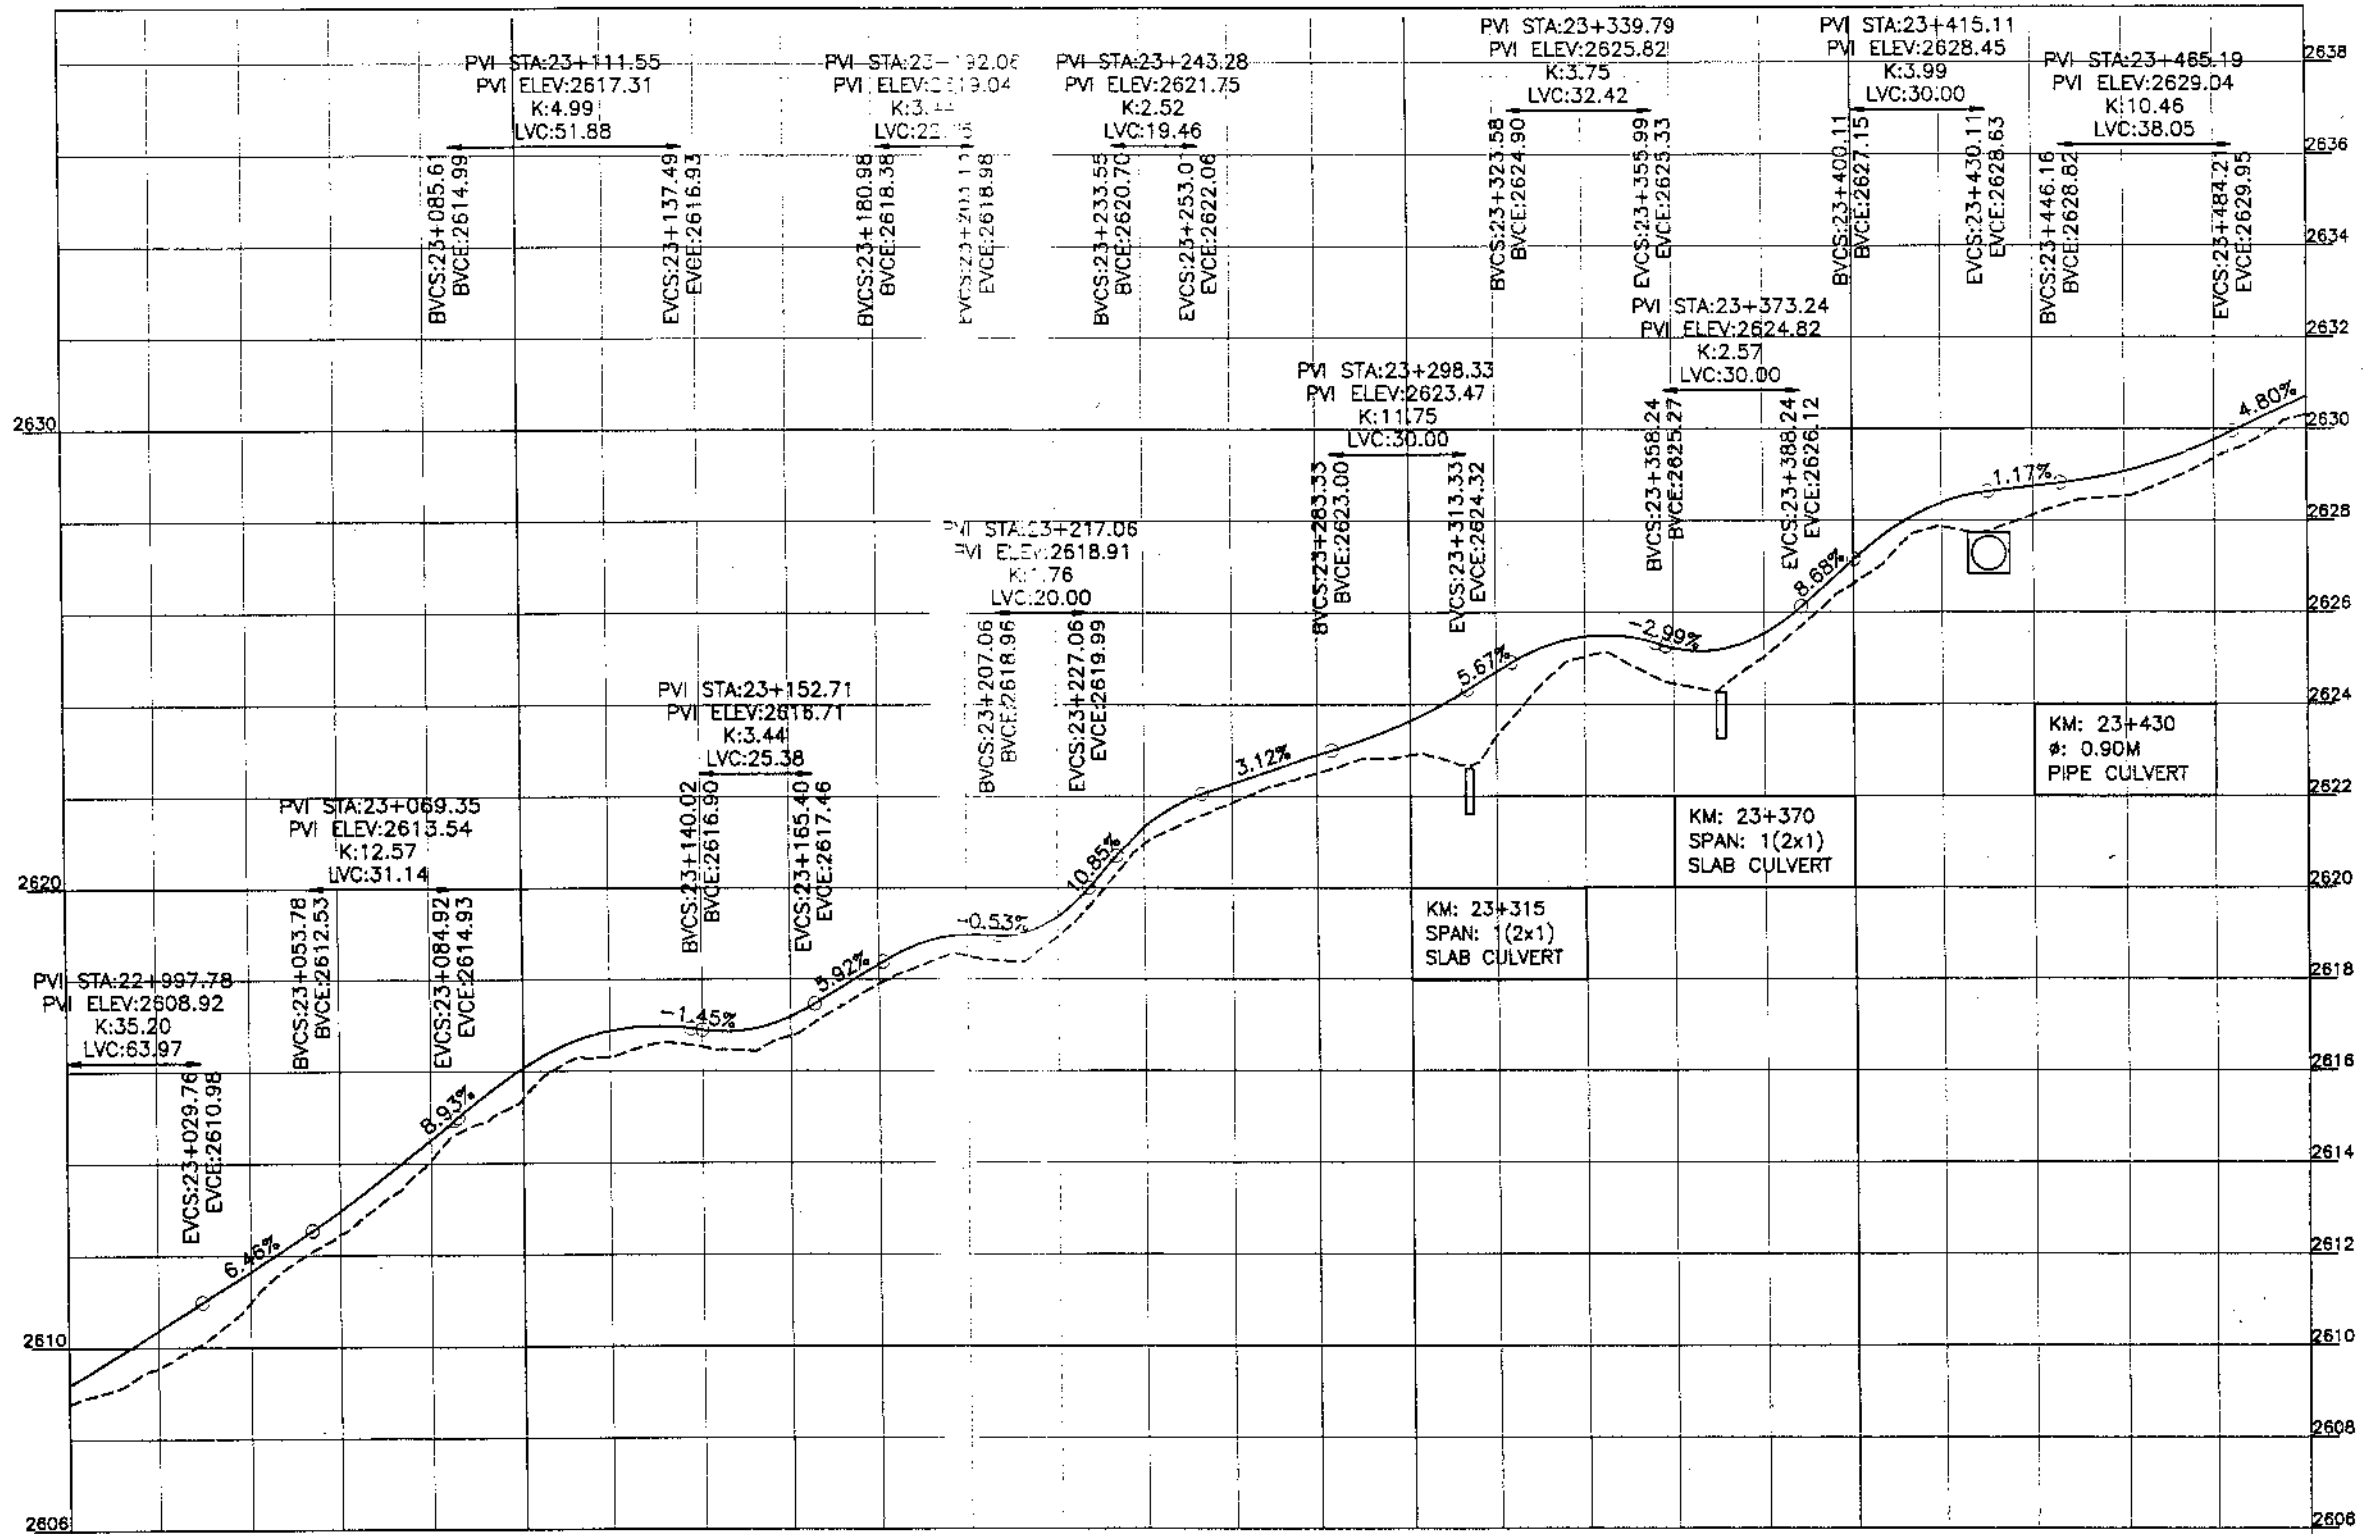 PVI STA:23+111.55
PVI ELEV:2617.31
K:4.99
LVC:51.88
BVCS:23+085.61
BVCE:2614.99
EVCS:23+137.49
EVCE:2616.93
PVI ELEV:2619.04
BVCS:23+180.98
BVCE:2618.38
EVCE:2618.98
PVI STA:23+243.28
PVI ELEV:2621.75
K:2.52
LVC:19.46
BVCS:23+233.55
BVCE:2620.70
EVCS:23+253.01
EVCE:2622.06
PVI STA:23+339.79
PVI ELEV:2625.82
K:3.75
LVC:32.42
BVCS:23+323.58
BVCE:2624.90
EVCS:23+355.99
EVCE:2625.33
PVI STA:23+415.11
PVI ELEV:2628.45
K:3.99
LVC:30.00
BVCS:23+400.11
BVCE:2627.15
EVCS:23+430.11
EVCE:2628.63
PVI STA:23+465.19
PVI ELEV:2629.04
K:10.46
LVC:38.05
BVCS:23+446.16
BVCE:2628.82
EVCS:23+484.21
EVCE:2629.95
PVI STA:23+373.24
PVI ELEV:2624.82
K:2.57
LVC:30.00
BVCS:23+358.24
BVCE:2625.27
EVCS:23+388.24
EVCE:2626.12
PVI STA:23+298.33
PVI ELEV:2623.47
K:11.75
LVC:30.00
BVCS:23+283.33
BVCE:2623.00
EVCS:23+313.33
EVCE:2624.32
PVI STA:23+217.06
PVI ELEV:2618.91
K:1.76
LVC:20.00
BVCS:23+207.06
BVCE:2618.96
EVCS:23+227.06
EVCE:2619.99
PVI STA:23+152.71
PVI ELEV:2616.71
K:3.44
LVC:25.38
BVCS:23+140.02
BVCE:2616.90
EVCS:23+165.40
EVCE:2617.46
PVI STA:23+069.35
PVI ELEV:2613.54
K:12.57
LVC:31.14
BVCS:23+053.78
BVCE:2612.53
EVCS:23+084.92
EVCE:2614.93
PVI STA:22+997.78
PVI ELEV:2608.92
K:35.20
LVC:63.97
EVCS:23+029.76
EVCE:2610.98
6.46%
8.93%
-1.45%
5.92%
-0.53%
10.85%
3.12%
5.67%
-2.99%
8.68%
1.17%
4.80%
KM: 23+430
ø: 0.90M
PIPE CULVERT
KM: 23+370
SPAN: 1(2x1)
SLAB CULVERT
KM: 23+315
SPAN: 1(2x1)
SLAB CULVERT
2630
2620
2610
2606
2638
2636
2634
2632
2630
2628
2626
2624
2622
2620
2618
2616
2614
2612
2610
2608
2606